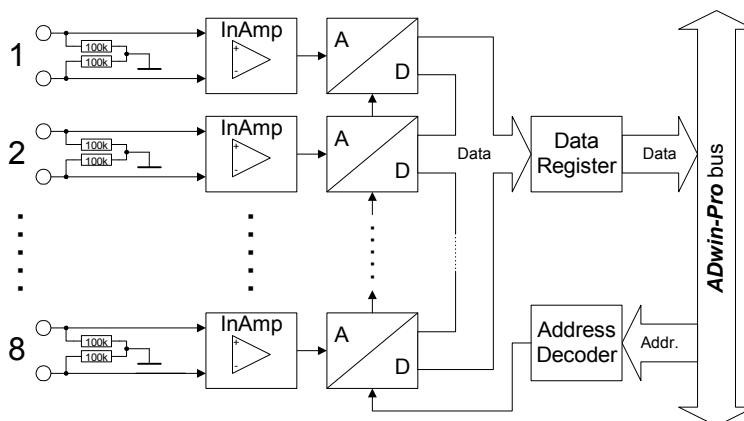 1
100k
100k
InAmp
+
-
A
D
2
100k
100k
InAmp
+
-
A
D
Data
Data
Register
Data
ADwin-Pro bus
8
100k
100k
InAmp
+
-
A
D
Address
Decoder
Addr.